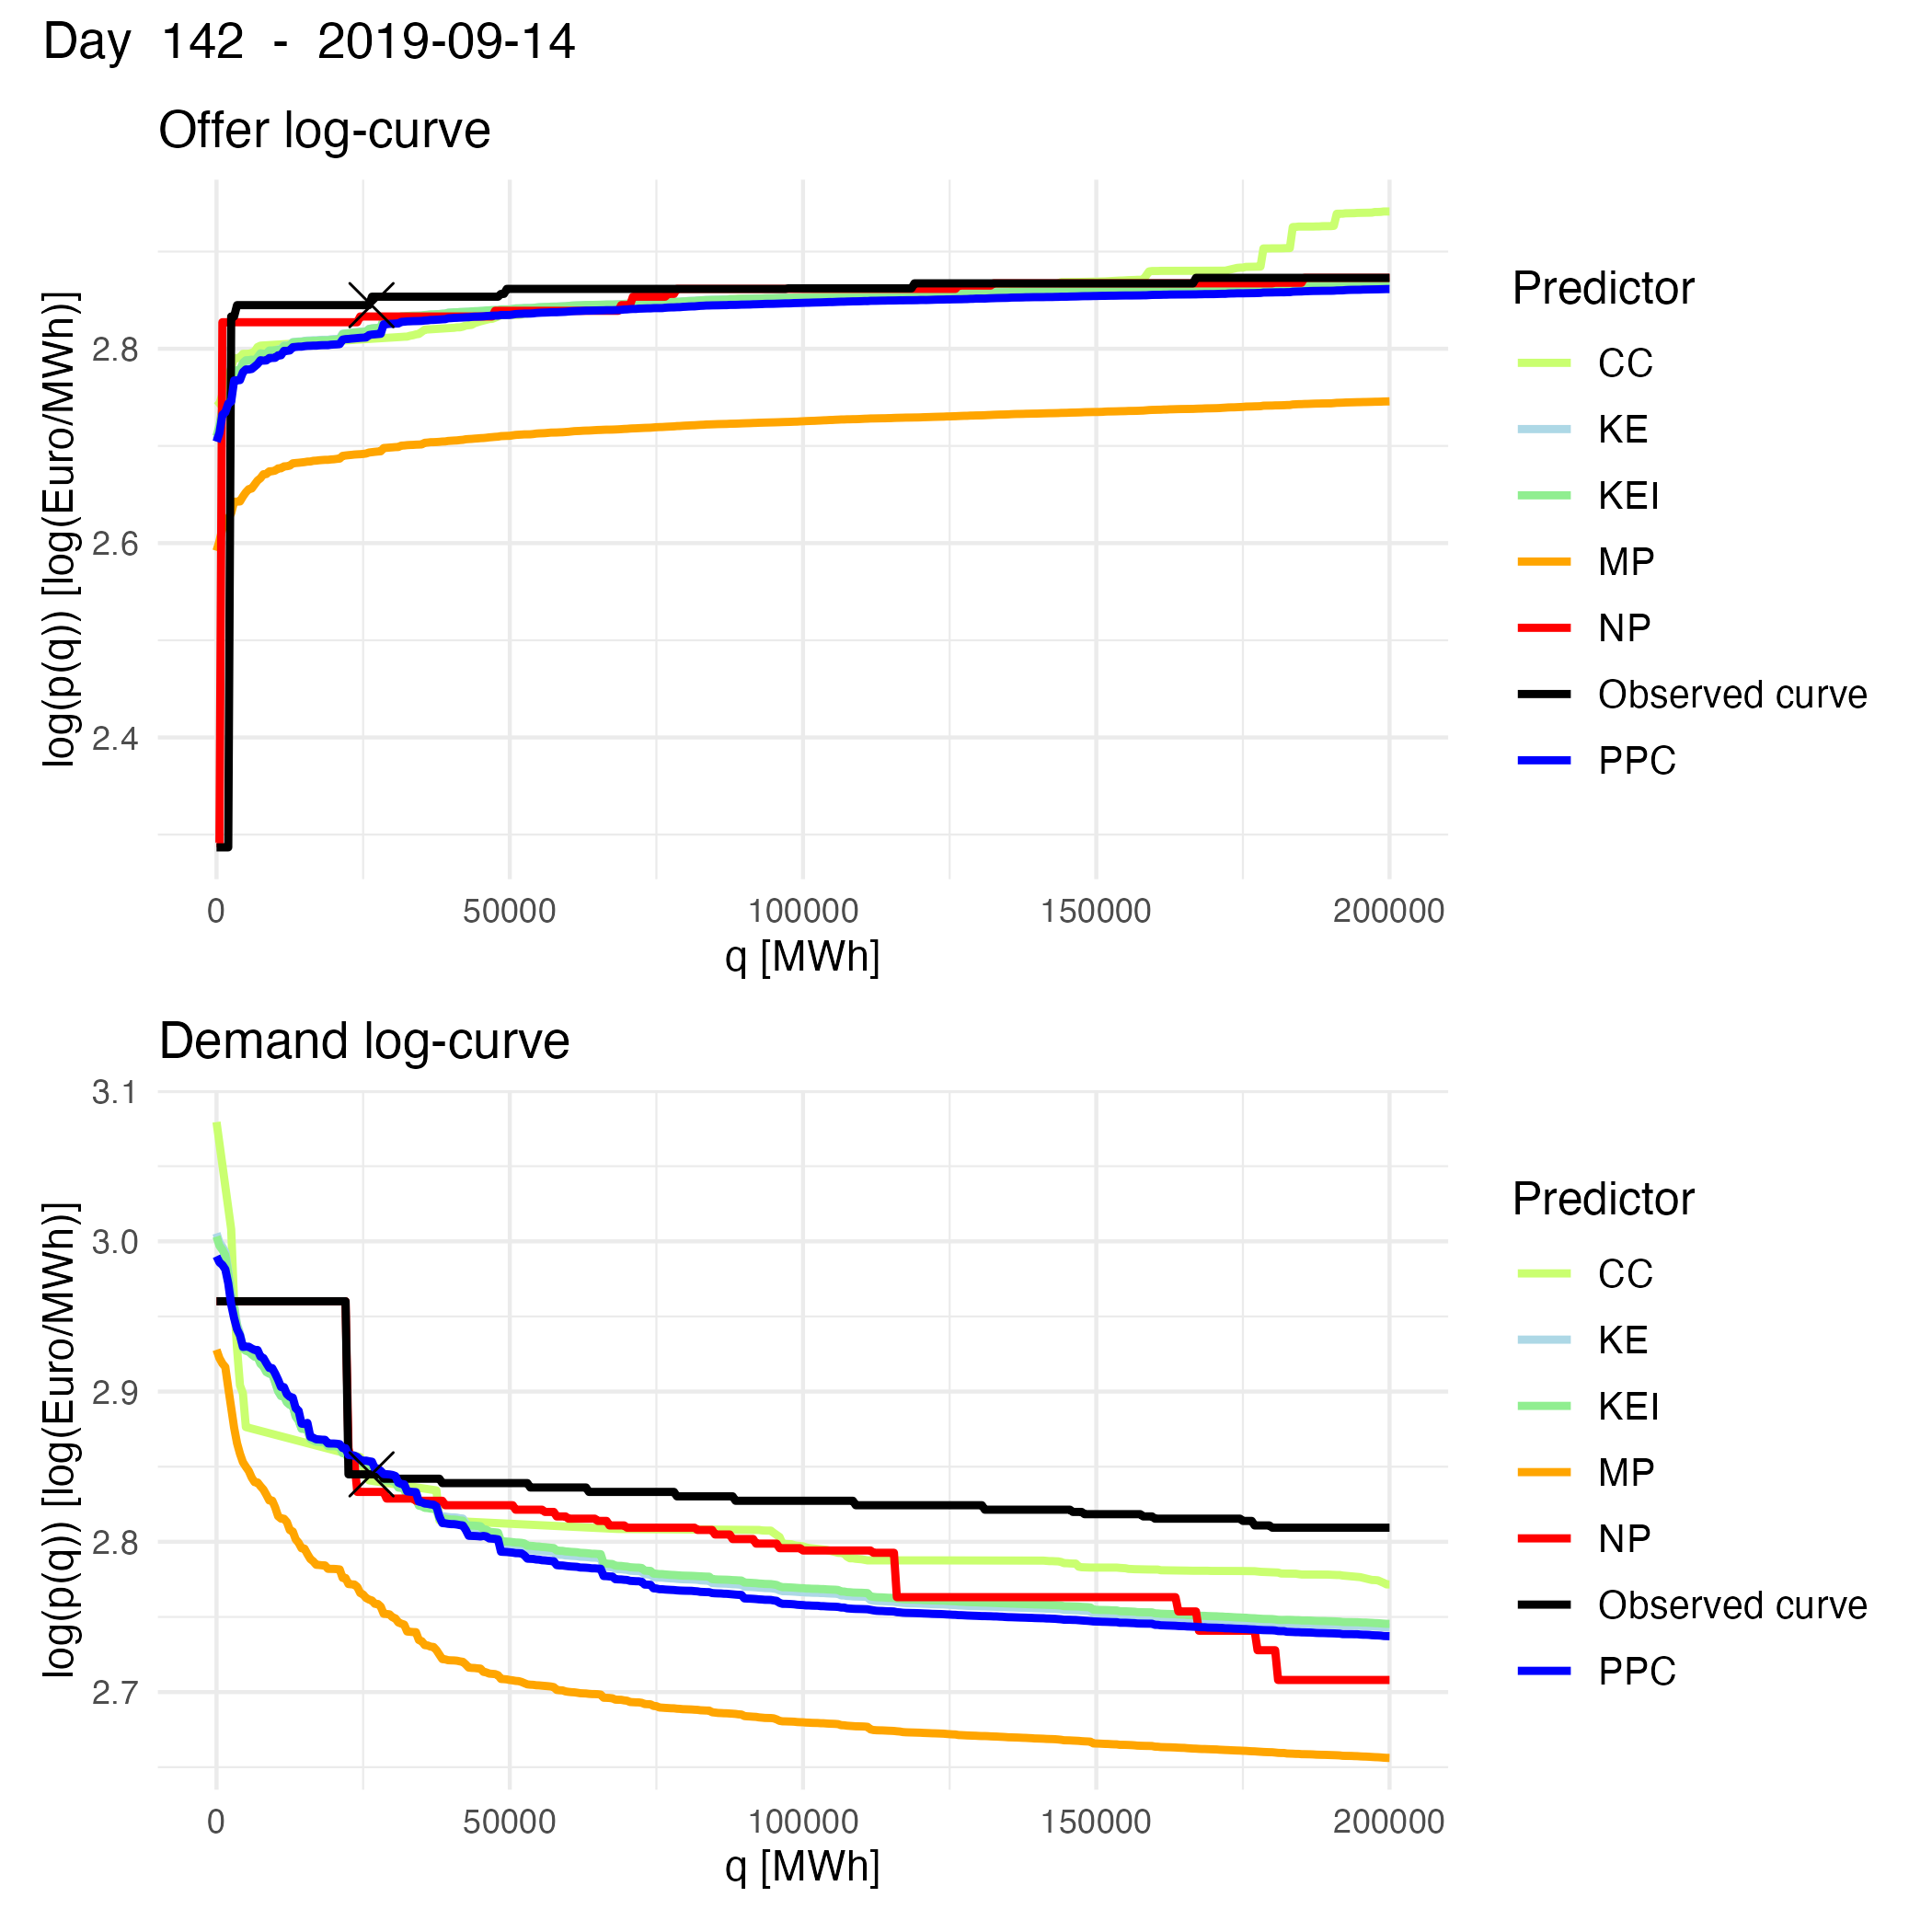 Day 142 - 2019-09-14
Offer log-curve
log(p(q)) [log(Euro/MWh)]
2.8
2.6
2.4
0 50000 100000 150000 200000
q [MWh]
Predictor
CC
KE
KEI
MP
NP
Observed curve
PPC
Demand log-curve
log(p(q)) [log(Euro/MWh)]
3.1
3.0
2.9
2.8
2.7
0 50000 100000 150000 200000
q [MWh]
Predictor
CC
KE
KEI
MP
NP
Observed curve
PPC